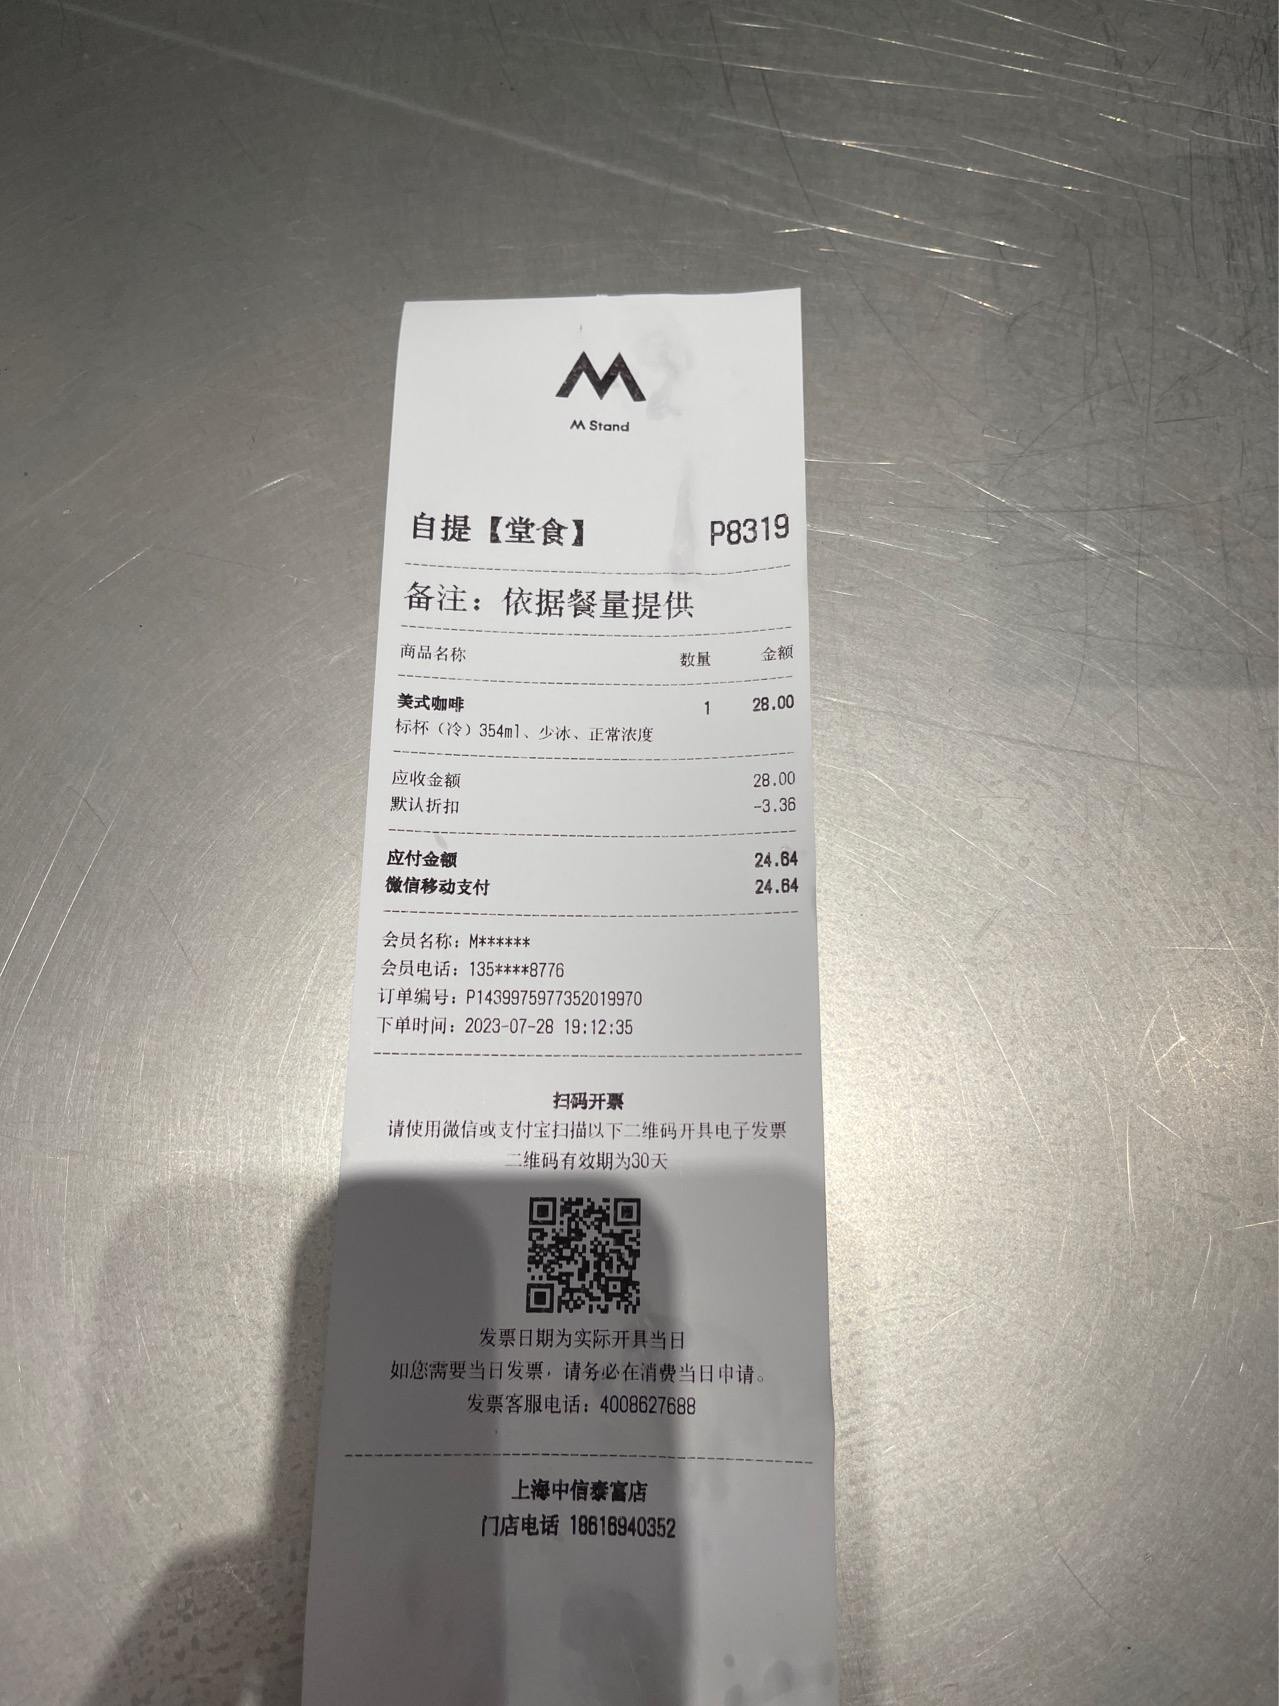 M Stand
自提【堂食】 P8319
备注：依据餐量提供
商品名称 数量 金额
美式咖啡 1 28.00
标杯（冷）354ml、少冰、正常浓度
应收金额 28.00
默认折扣 -3.36
应付金额 24.64
微信移动支付 24.64
会员名称：M******
会员电话：135****8776
订单编号：P1439975977352019970
下单时间：2023-07-28 19:12:35
扫码开票
请使用微信或支付宝扫描以下二维码开具电子发票
二维码有效期为30天
发票日期为实际开具当日
如您需要当日发票，请务必在消费当日申请。
发票客服电话：4008627688
上海中信泰富店
门店电话 18616940352